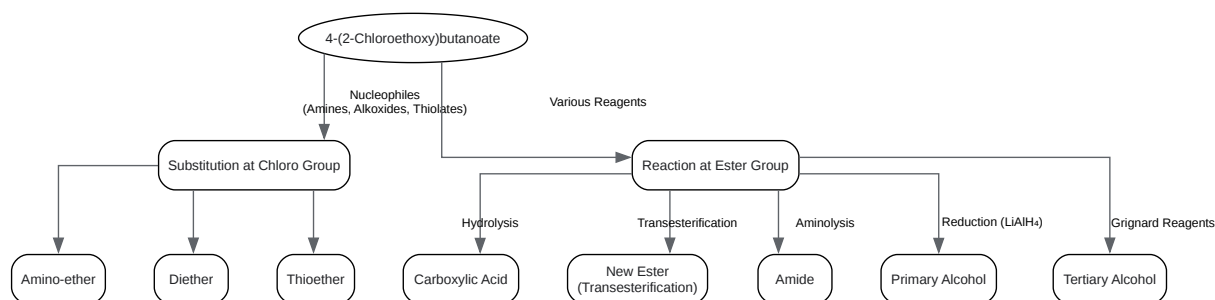 4-(2-Chloroethoxy)butanoate
Nucleophiles
(Amines, Alkoxides, Thiolates)
Various Reagents
Substitution at Chloro Group
Reaction at Ester Group
Hydrolysis
Transesterification
Aminolysis
Reduction (LiAlH₄)
Grignard Reagents
Amino-ether
Diether
Thioether
Carboxylic Acid
New Ester
(Transesterification)
Amide
Primary Alcohol
Tertiary Alcohol